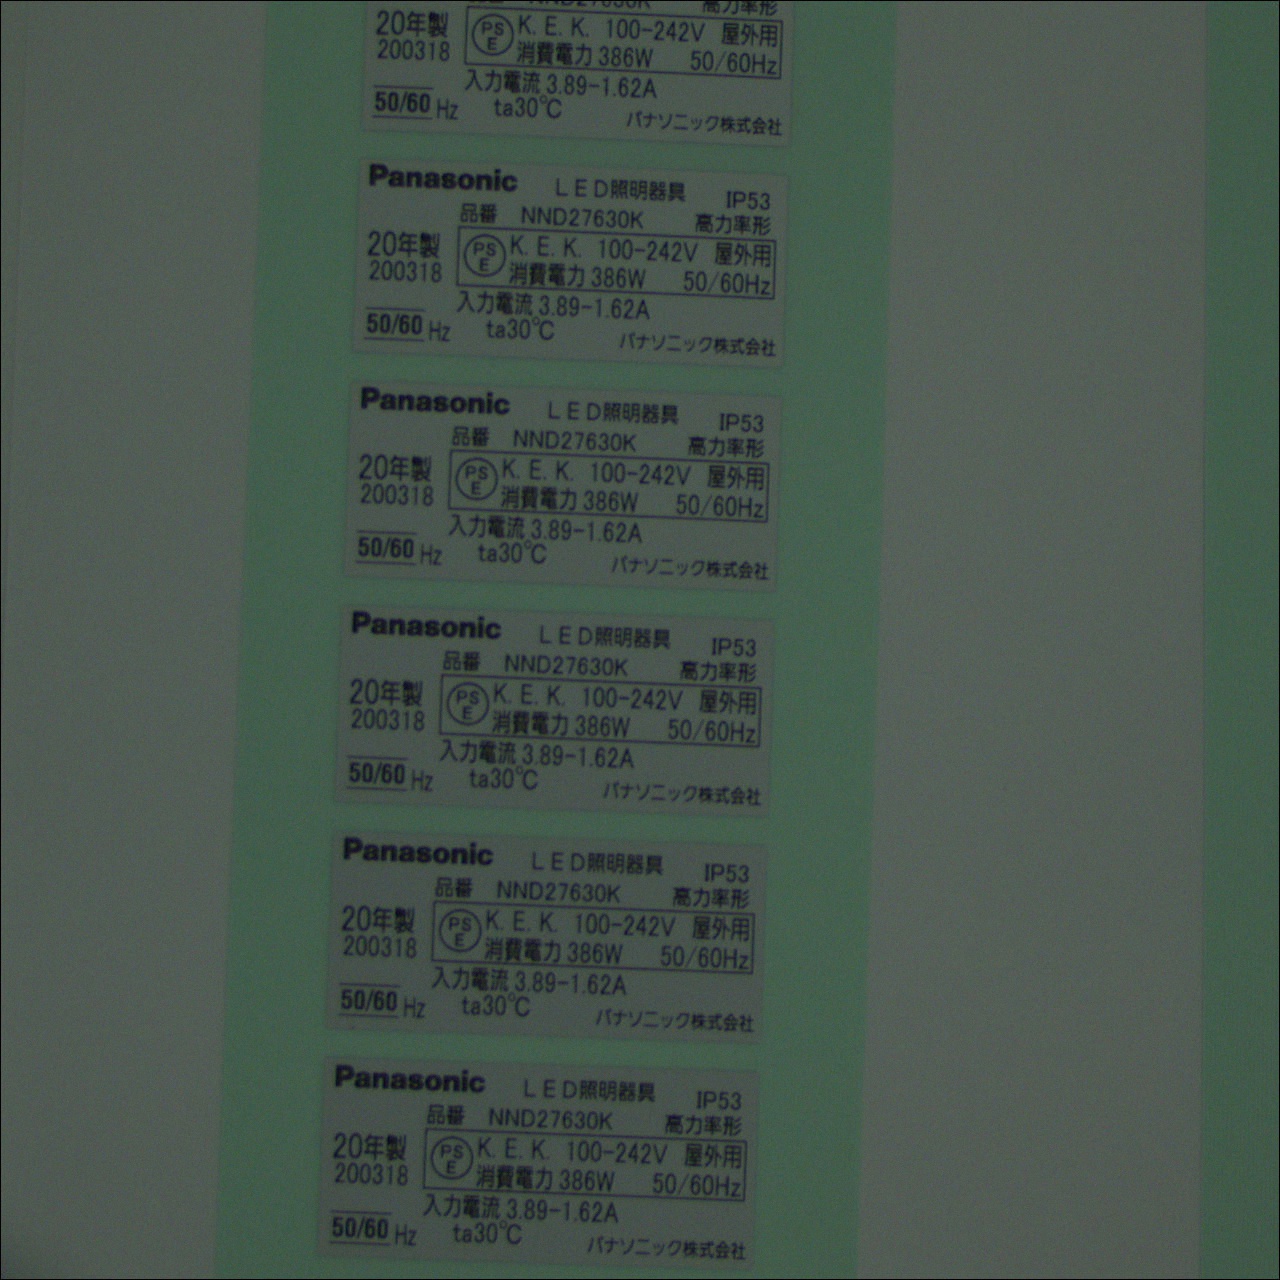 品番 NND27630K 高力率形
20年製 PS E K. E. K. 100-242V 屋外用
200318 消費電力 386W 50/60Hz
入力電流 3.89-1.62A
50/60 Hz ta30℃ パナソニック株式会社
Panasonic LED照明器具 IP53
品番 NND27630K 高力率形
20年製 PS E K. E. K. 100-242V 屋外用
200318 消費電力 386W 50/60Hz
入力電流 3.89-1.62A
50/60 Hz ta30℃ パナソニック株式会社
Panasonic LED照明器具 IP53
品番 NND27630K 高力率形
20年製 PS E K. E. K. 100-242V 屋外用
200318 消費電力 386W 50/60Hz
入力電流 3.89-1.62A
50/60 Hz ta30℃ パナソニック株式会社
Panasonic LED照明器具 IP53
品番 NND27630K 高力率形
20年製 PS E K. E. K. 100-242V 屋外用
200318 消費電力 386W 50/60Hz
入力電流 3.89-1.62A
50/60 Hz ta30℃ パナソニック株式会社
Panasonic LED照明器具 IP53
品番 NND27630K 高力率形
20年製 PS E K. E. K. 100-242V 屋外用
200318 消費電力 386W 50/60Hz
入力電流 3.89-1.62A
50/60 Hz ta30℃ パナソニック株式会社
Panasonic LED照明器具 IP53
品番 NND27630K 高力率形
20年製 PS E K. E. K. 100-242V 屋外用
200318 消費電力 386W 50/60Hz
入力電流 3.89-1.62A
50/60 Hz ta30℃ パナソニック株式会社